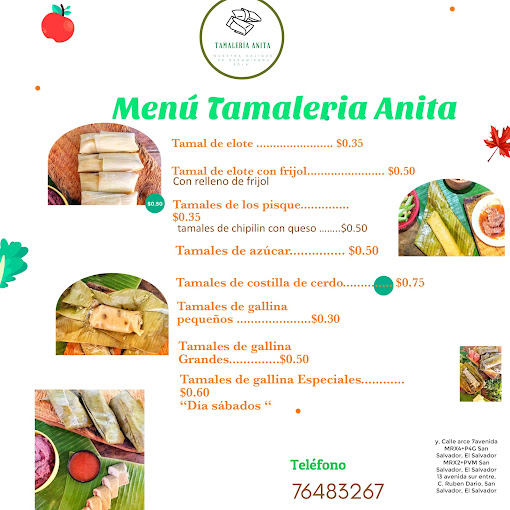 TAMALERIA ANITA
Menú Tamaleria Anita
Tamal de elote ....................... $0.35
Tamal de elote con frijol....................... $0.50
Con relleno de frijol
$0.50
Tamales de los pisque..............
$0.35
tamales de chipilin con queso ........$0.50
Tamales de azúcar............... $0.50
Tamales de costilla de cerdo.............. $0.75
Tamales de gallina
pequeños .....................$0.30
Tamales de gallina
Grandes..............$0.50
Tamales de gallina Especiales............
$0.60
“Día sábados “
Teléfono
76483267
y, Calle arce 7avenida
MRX4+P4G San
Salvador, El Salvador
MRX2+PVM San
Salvador, El Salvador
13 avenida sur entre,
C. Ruben Dario, San
Salvador, El Salvador